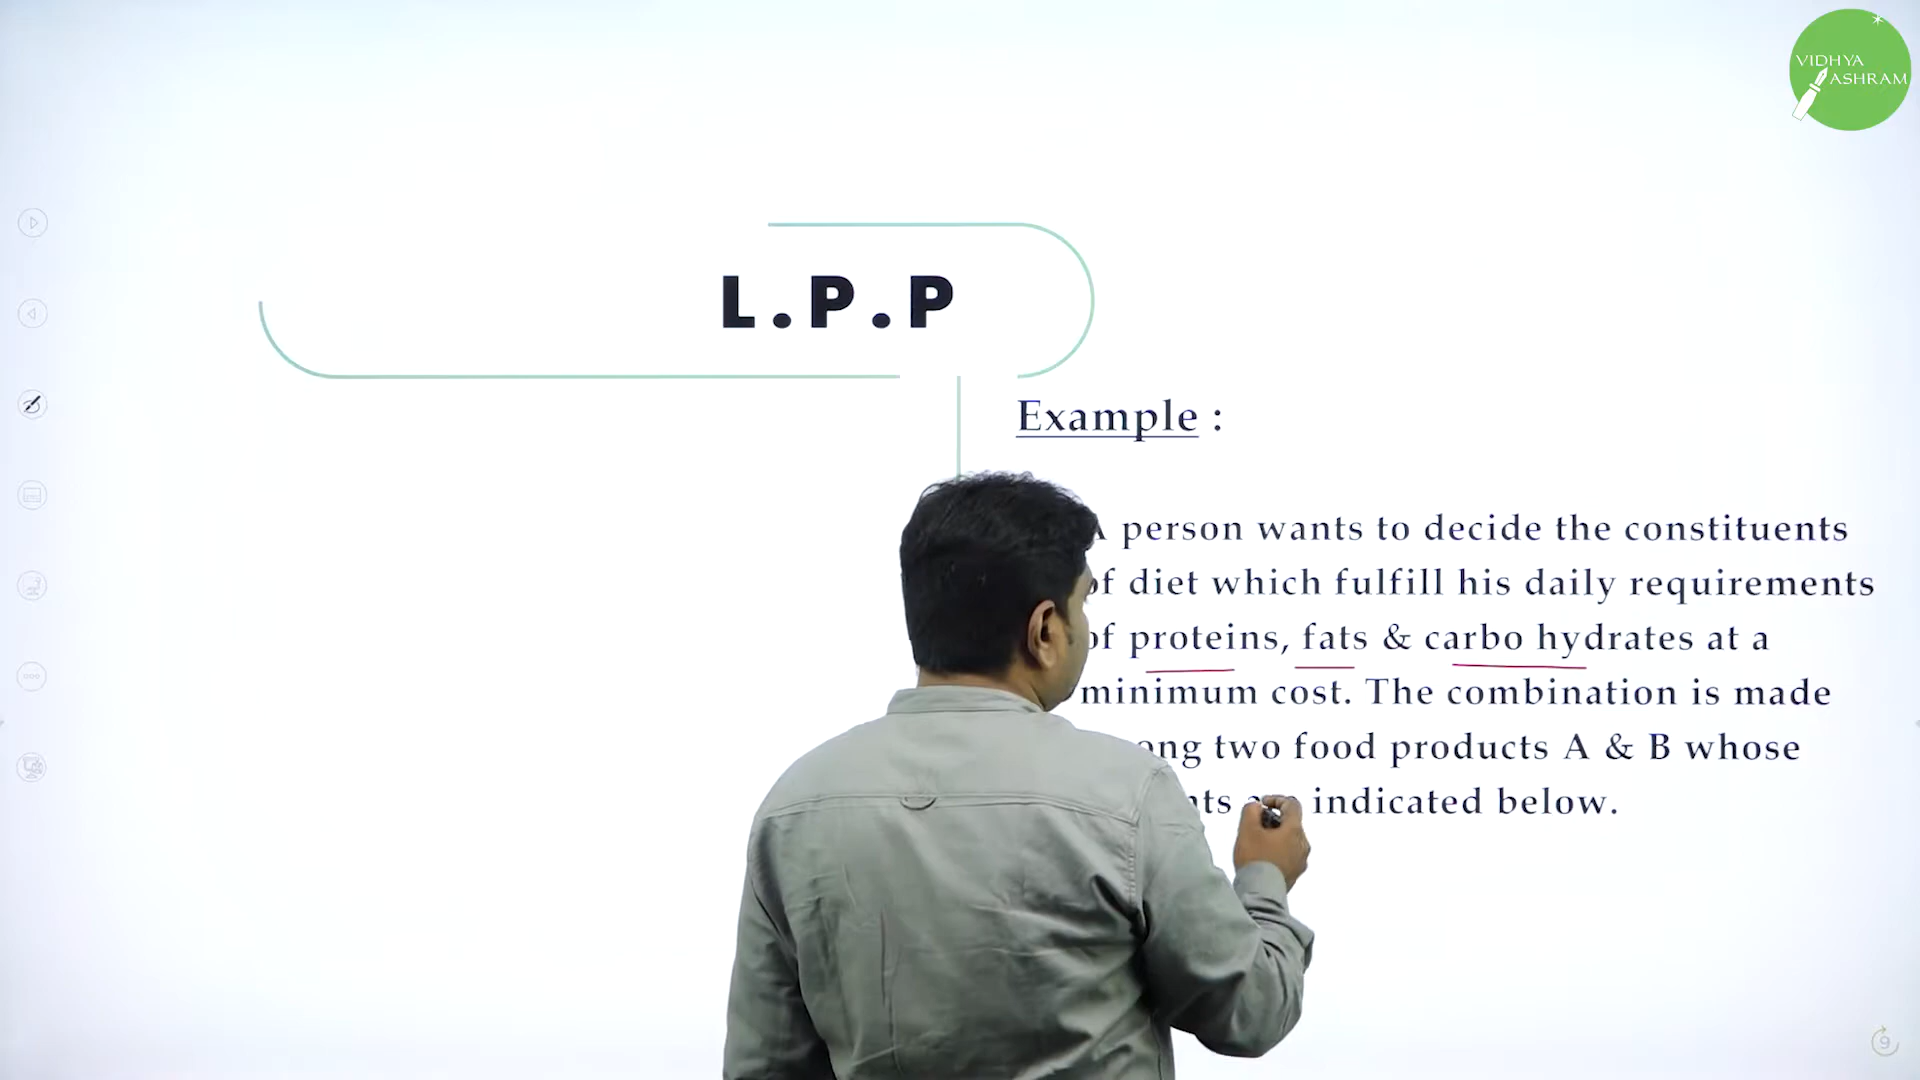 VIDHYA
ASHRAM
L.P.P
Example :
person wants to decide the constituents
of diet which fulfill his daily requirements
of proteins, fats & carbo hydrates at a
minimum cost. The combination is made
two food products A & B whose
indicated below.
9